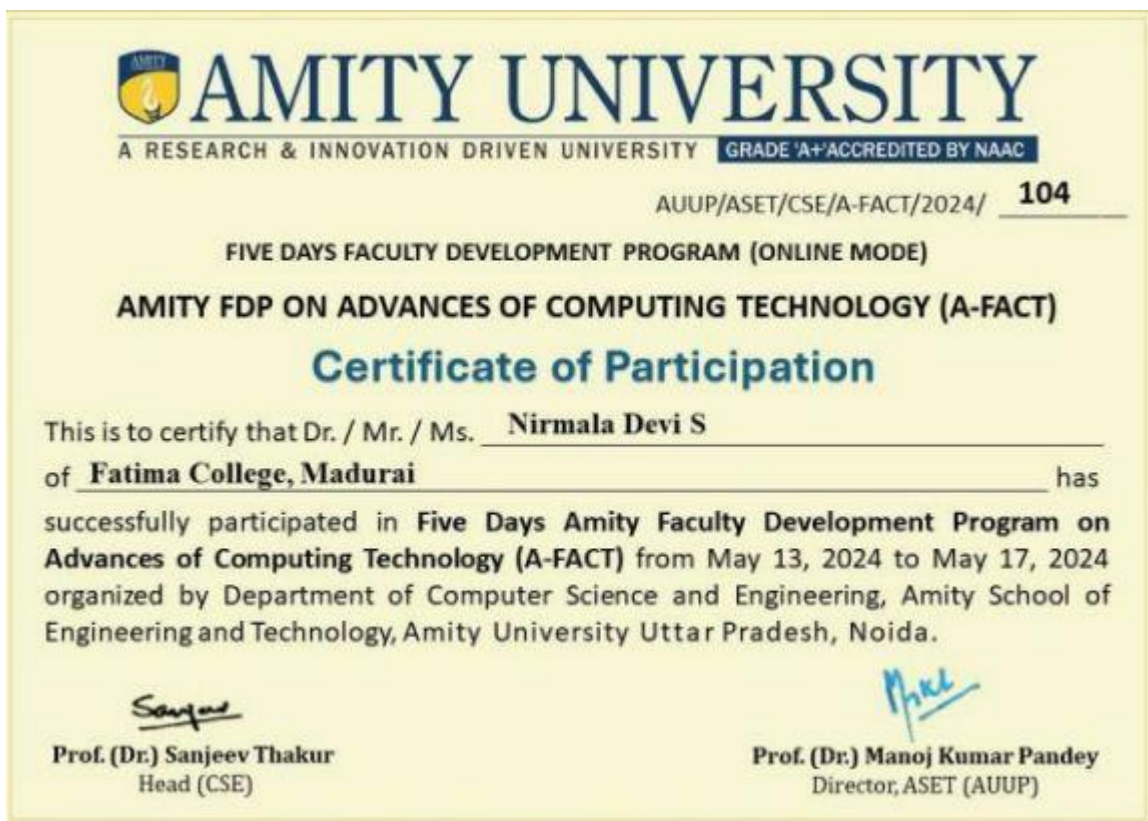 AMITY
AMITY UNIVERSITY
A RESEARCH & INNOVATION DRIVEN UNIVERSITY GRADE 'A+' ACCREDITED BY NAAC
AUUP/ASET/CSE/A-FACT/2024/ 104
FIVE DAYS FACULTY DEVELOPMENT PROGRAM (ONLINE MODE)
AMITY FDP ON ADVANCES OF COMPUTING TECHNOLOGY (A-FACT)
Certificate of Participation
This is to certify that Dr. / Mr. / Ms. Nirmala Devi S
of Fatima College, Madurai has
successfully participated in Five Days Amity Faculty Development Program on
Advances of Computing Technology (A-FACT) from May 13, 2024 to May 17, 2024
organized by Department of Computer Science and Engineering, Amity School of
Engineering and Technology, Amity University Uttar Pradesh, Noida.
Prof. (Dr.) Sanjeev Thakur
Head (CSE)
Prof. (Dr.) Manoj Kumar Pandey
Director, ASET (AUUP)